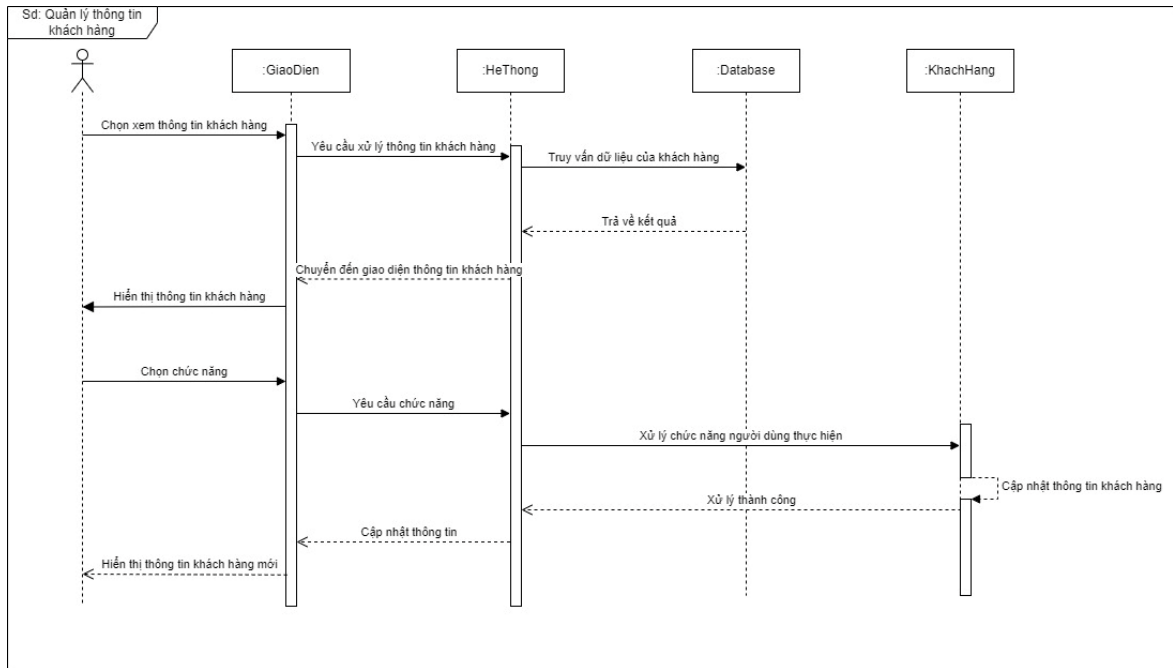 Sd: Quản lý thông tin
khách hàng
:GiaoDien
:HeThong
:Database
:KhachHang
Chọn xem thông tin khách hàng
Yêu cầu xử lý thông tin khách hàng
Truy vấn dữ liệu của khách hàng
Trả về kết quả
Chuyển đến giao diện thông tin khách hàng
Hiển thị thông tin khách hàng
Chọn chức năng
Yêu cầu chức năng
Xử lý chức năng người dùng thực hiện
Cập nhật thông tin khách hàng
Xử lý thành công
Cập nhật thông tin
Hiển thị thông tin khách hàng mới